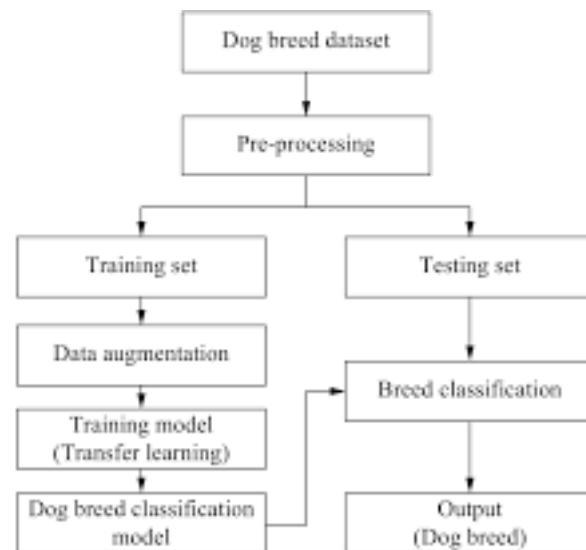 Dog breed dataset
Pre-processing
Training set
Testing set
Data augmentation
Breed classification
Training model
(Transfer learning)
Dog breed classification
model
Output
(Dog breed)